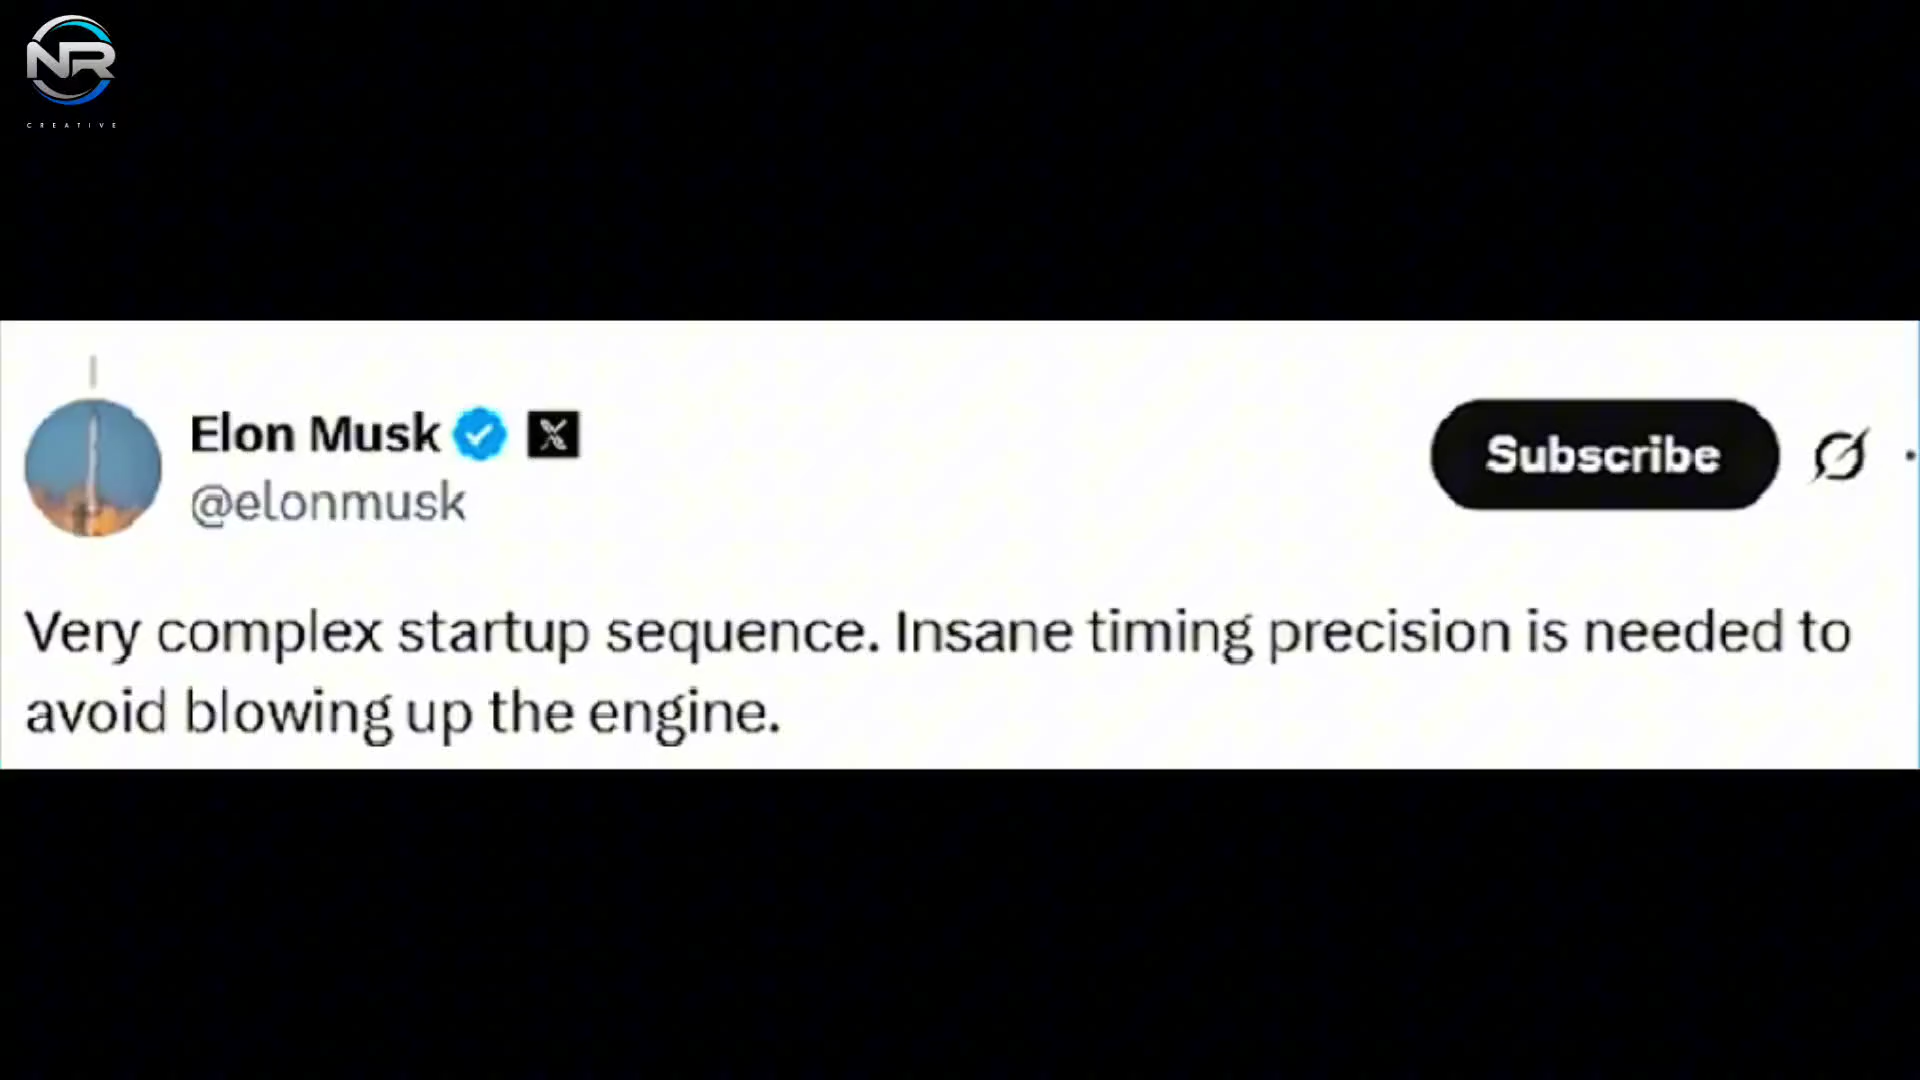 NR
CREATIVE
Elon Musk
@elonmusk
Subscribe
Very complex startup sequence. Insane timing precision is needed to
avoid blowing up the engine.